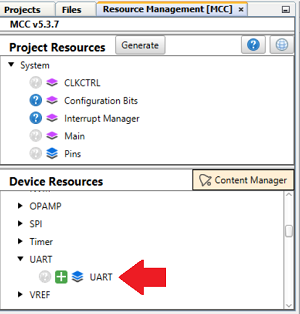 Projects Files Resource Management [MCC]
MCC v5.3.7
Project Resources Generate ?
System
? CLKCTRL
? Configuration Bits
? Interrupt Manager
? Main
? Pins
Device Resources Content Manager
OPAMP
SPI
Timer
UART
? UART
VREF